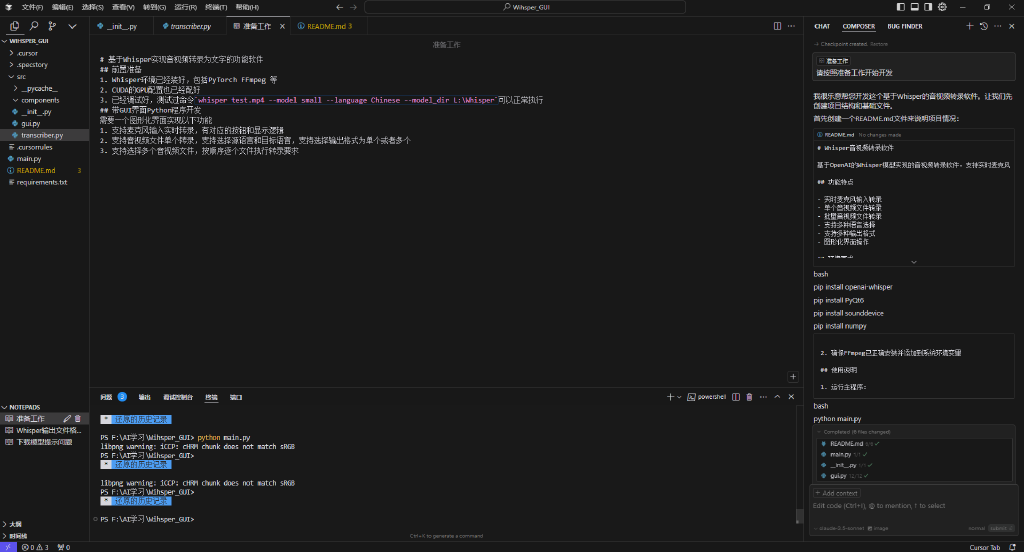 文件(F) 编辑(E) 选择(S) 查看(V) 转到(G) 运行(R) 终端(T) 帮助(H)
Wihsper_GUI
WIHSPER_GUI
.cursor
.specstory
src
__pycache__
components
__init__.py
gui.py
transcriber.py
.cursorrules
main.py
README.md 3
requirements.txt
NOTEPADS
准备工作
Whisper输出文件格...
下载模型提示问题
大纲
时间线
__init__.py transcriber.py 准备工作 README.md 3
准备工作
# 基于Whisper实现音视频转录为文字的功能软件
## 前置准备
1. Whisper环境已经装好，包括PyTorch FFmpeg 等
2. CUDA的GPU配置也已经配好
3. 已经调试好，测试过命令`whisper test.mp4 --model small --language Chinese --model_dir L:\Whisper`可以正常执行
## 带GUI界面Python程序开发
需要一个图形化界面实现以下功能
1. 支持麦克风输入实时转录，有对应的按钮和显示逻辑
2. 支持音视频文件单个转录，支持选择源语言和目标语言，支持选择输出格式为单个或者多个
3. 支持选择多个音视频文件，按顺序逐个文件执行转录要求
问题 3 输出 调试控制台 终端 端口
powershell
* 还原的历史记录
PS F:\AI学习\Wihsper_GUI> python main.py
libpng warning: iCCP: cHRM chunk does not match sRGB
PS F:\AI学习\Wihsper_GUI>
* 还原的历史记录
libpng warning: iCCP: cHRM chunk does not match sRGB
PS F:\AI学习\Wihsper_GUI>
* 还原的历史记录
PS F:\AI学习\Wihsper_GUI>
Ctrl+K to generate a command
CHAT COMPOSER BUG FINDER
Checkpoint created. Restore
准备工作
请按照准备工作开始开发
我很乐意帮您开发这个基于Whisper的音视频转录软件。让我们先
创建项目结构和基础文件。
首先创建一个README.md文件来说明项目情况：
README.md No changes made
# Whisper音视频转录软件
基于OpenAI的Whisper模型实现的音视频转录软件，支持实时麦克风
## 功能特点
- 实时麦克风输入转录
- 单个音视频文件转录
- 批量音视频文件转录
- 支持多种语言选择
- 支持多种输出格式
- 图形化界面操作
bash
pip install openai-whisper
pip install PyQt6
pip install sounddevice
pip install numpy
2. 确保FFmpeg已正确安装并添加到系统环境变量
## 使用说明
1. 运行主程序:
bash
python main.py
Completed (6 files changed)
README.md
main.py
__init__.py
gui.py
+ Add context
Edit code (Ctrl+I), @ to mention, ↑ to select
claude-3.5-sonnet image normal submit
0 3 0 Cursor Tab